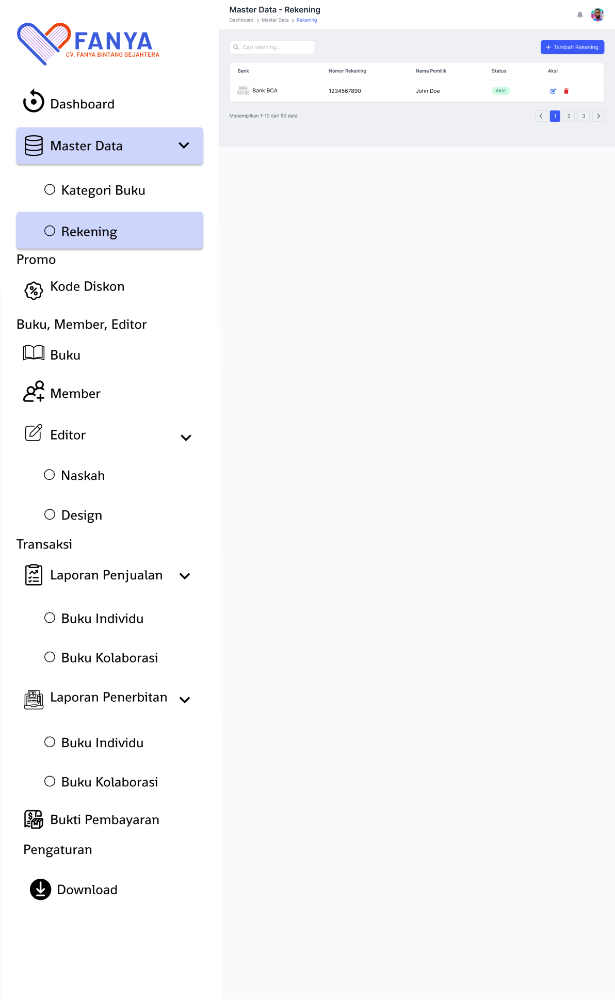 FANYA
CV. FANYA BINTANG SEJAHTERA
Dashboard
Master Data
Kategori Buku
Rekening
Promo
Kode Diskon
Buku, Member, Editor
Buku
Member
Editor
Naskah
Design
Transaksi
Laporan Penjualan
Buku Individu
Buku Kolaborasi
Laporan Penerbitan
Buku Individu
Buku Kolaborasi
Bukti Pembayaran
Pengaturan
Download
Master Data - Rekening
Dashboard > Master Data > Rekening
Cari rekening...
+ Tambah Rekening
Bank Nomor Rekening Nama Pemilik Status Aksi
IMG
32×32 Bank BCA 1234567890 John Doe Aktif
Menampilkan 1-10 dari 50 data
< 1 2 3 >